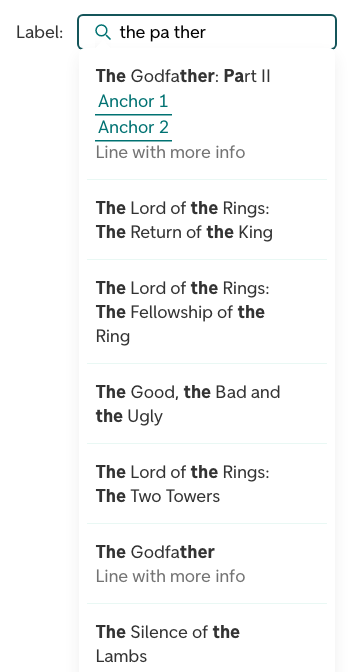 Label:
the pa ther
The Godfather: Part II
Anchor 1
Anchor 2
Line with more info
The Lord of the Rings:
The Return of the King
The Lord of the Rings:
The Fellowship of the
Ring
The Good, the Bad and
the Ugly
The Lord of the Rings:
The Two Towers
The Godfather
Line with more info
The Silence of the
Lambs